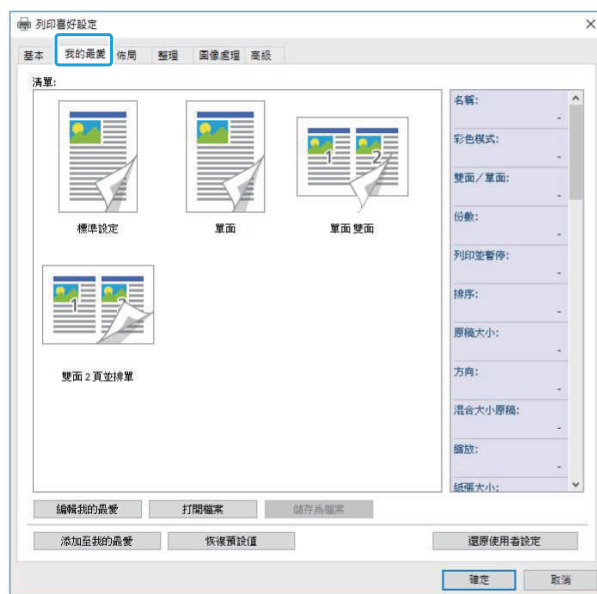 列印喜好設定
基本 我的最愛 佈局 整理 圖像處理 高級
清單:
標準設定 單面 單面 雙面
1 2
雙面 2 頁並排單
1 2
名稱:
-
彩色模式:
-
雙面／單面:
-
份數:
-
列印並暫停:
-
排序:
-
原稿大小:
-
方向:
-
混合大小原稿:
-
縮放:
-
紙張大小:
編輯我的最愛 打開檔案 儲存為檔案
添加至我的最愛 恢復預設值 還原使用者設定
確定 取消